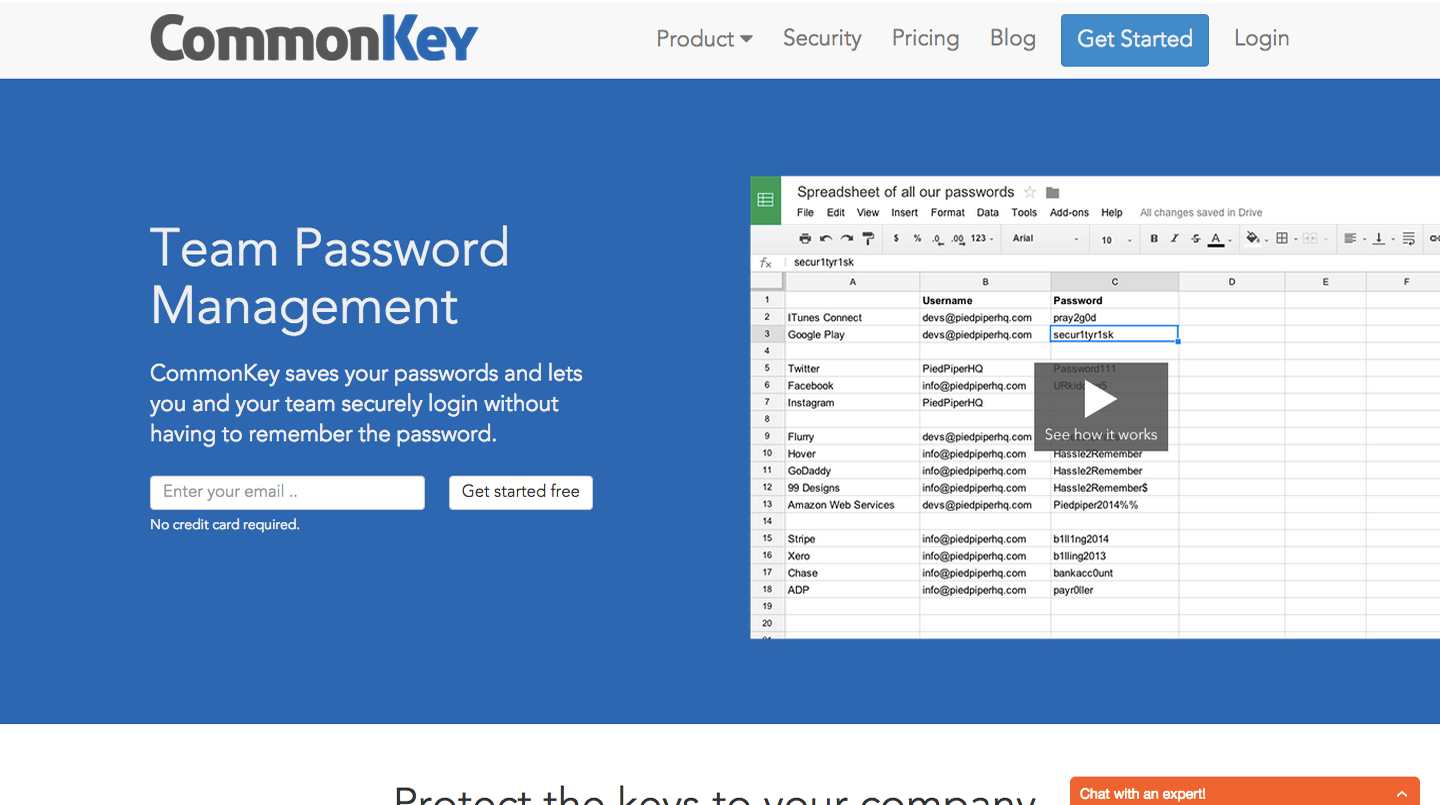 CommonKey
Product Security Pricing Blog Get Started Login
Team Password
Management
CommonKey saves your passwords and lets
you and your team securely login without
having to remember the password.
Enter your email .. Get started free
No credit card required.
Spreadsheet of all our passwords
File Edit View Insert Format Data Tools Add-ons Help All changes saved in Drive
$ % .0 .00 123 Arial 10 B I S A
fx secur1tyr1sk
A B C D E F
1 Username Password
2 ITunes Connect devs@piedpiperhq.com pray2g0d
3 Google Play devs@piedpiperhq.com secur1tyr1sk
4
5 Twitter PiedPiperHQ Password111
6 Facebook info@piedpiperhq.com
7 Instagram PiedPiperHQ
8
9 Flurry devs@piedpiperhq.com
See how it works
10 Hover info@piedpiperhq.com Hassle2Remember
11 GoDaddy info@piedpiperhq.com Hassle2Remember
12 99 Designs info@piedpiperhq.com Hassle2Remember$
13 Amazon Web Services devs@piedpiperhq.com Piedpiper2014%%
14
15 Stripe info@piedpiperhq.com b1ll1ng2014
16 Xero info@piedpiperhq.com b1lling2013
17 Chase info@piedpiperhq.com bankacc0unt
18 ADP info@piedpiperhq.com payr0ller
19
20
Protect the keys to your company
Chat with an expert!